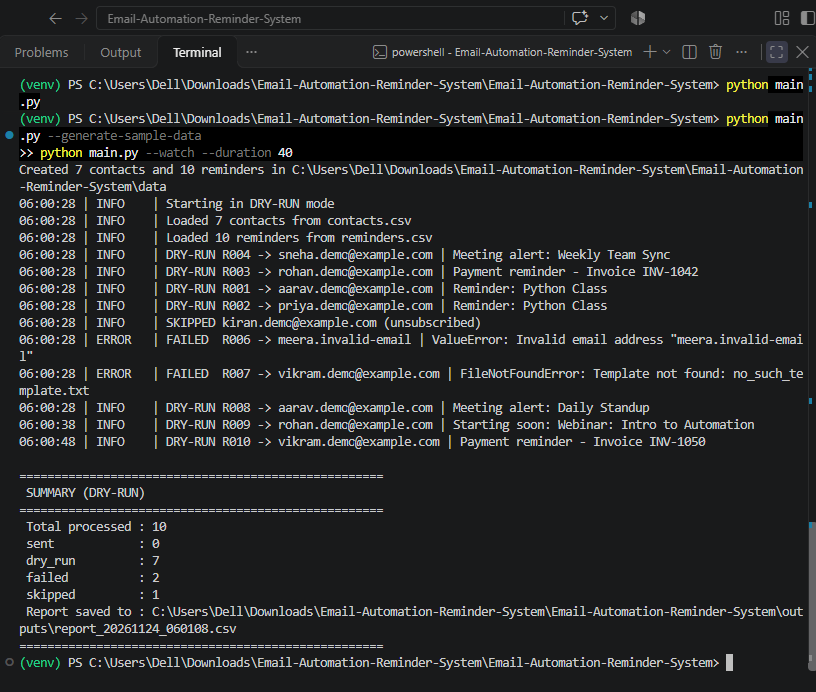 Email-Automation-Reminder-System
Problems Output Terminal ··· powershell - Email-Automation-Reminder-System
(venv) PS C:\Users\Dell\Downloads\Email-Automation-Reminder-System\Email-Automation-Reminder-System> python main
.py
(venv) PS C:\Users\Dell\Downloads\Email-Automation-Reminder-System\Email-Automation-Reminder-System> python main
.py --generate-sample-data
>> python main.py --watch --duration 40
Created 7 contacts and 10 reminders in C:\Users\Dell\Downloads\Email-Automation-Reminder-System\Email-Automation
-Reminder-System\data
06:00:28 | INFO | Starting in DRY-RUN mode
06:00:28 | INFO | Loaded 7 contacts from contacts.csv
06:00:28 | INFO | Loaded 10 reminders from reminders.csv
06:00:28 | INFO | DRY-RUN R004 -> sneha.demo@example.com | Meeting alert: Weekly Team Sync
06:00:28 | INFO | DRY-RUN R003 -> rohan.demo@example.com | Payment reminder - Invoice INV-1042
06:00:28 | INFO | DRY-RUN R001 -> aarav.demo@example.com | Reminder: Python Class
06:00:28 | INFO | DRY-RUN R002 -> priya.demo@example.com | Reminder: Python Class
06:00:28 | INFO | SKIPPED kiran.demo@example.com (unsubscribed)
06:00:28 | ERROR | FAILED R006 -> meera.invalid-email | ValueError: Invalid email address "meera.invalid-emai
l"
06:00:28 | ERROR | FAILED R007 -> vikram.demo@example.com | FileNotFoundError: Template not found: no_such_te
mplate.txt
06:00:28 | INFO | DRY-RUN R008 -> aarav.demo@example.com | Meeting alert: Daily Standup
06:00:38 | INFO | DRY-RUN R009 -> rohan.demo@example.com | Starting soon: Webinar: Intro to Automation
06:00:48 | INFO | DRY-RUN R010 -> vikram.demo@example.com | Payment reminder - Invoice INV-1050
======================================================
SUMMARY (DRY-RUN)
======================================================
Total processed : 10
sent : 0
dry_run : 7
failed : 2
skipped : 1
Report saved to : C:\Users\Dell\Downloads\Email-Automation-Reminder-System\Email-Automation-Reminder-System\out
puts\report_20261124_060108.csv
======================================================
(venv) PS C:\Users\Dell\Downloads\Email-Automation-Reminder-System\Email-Automation-Reminder-System>